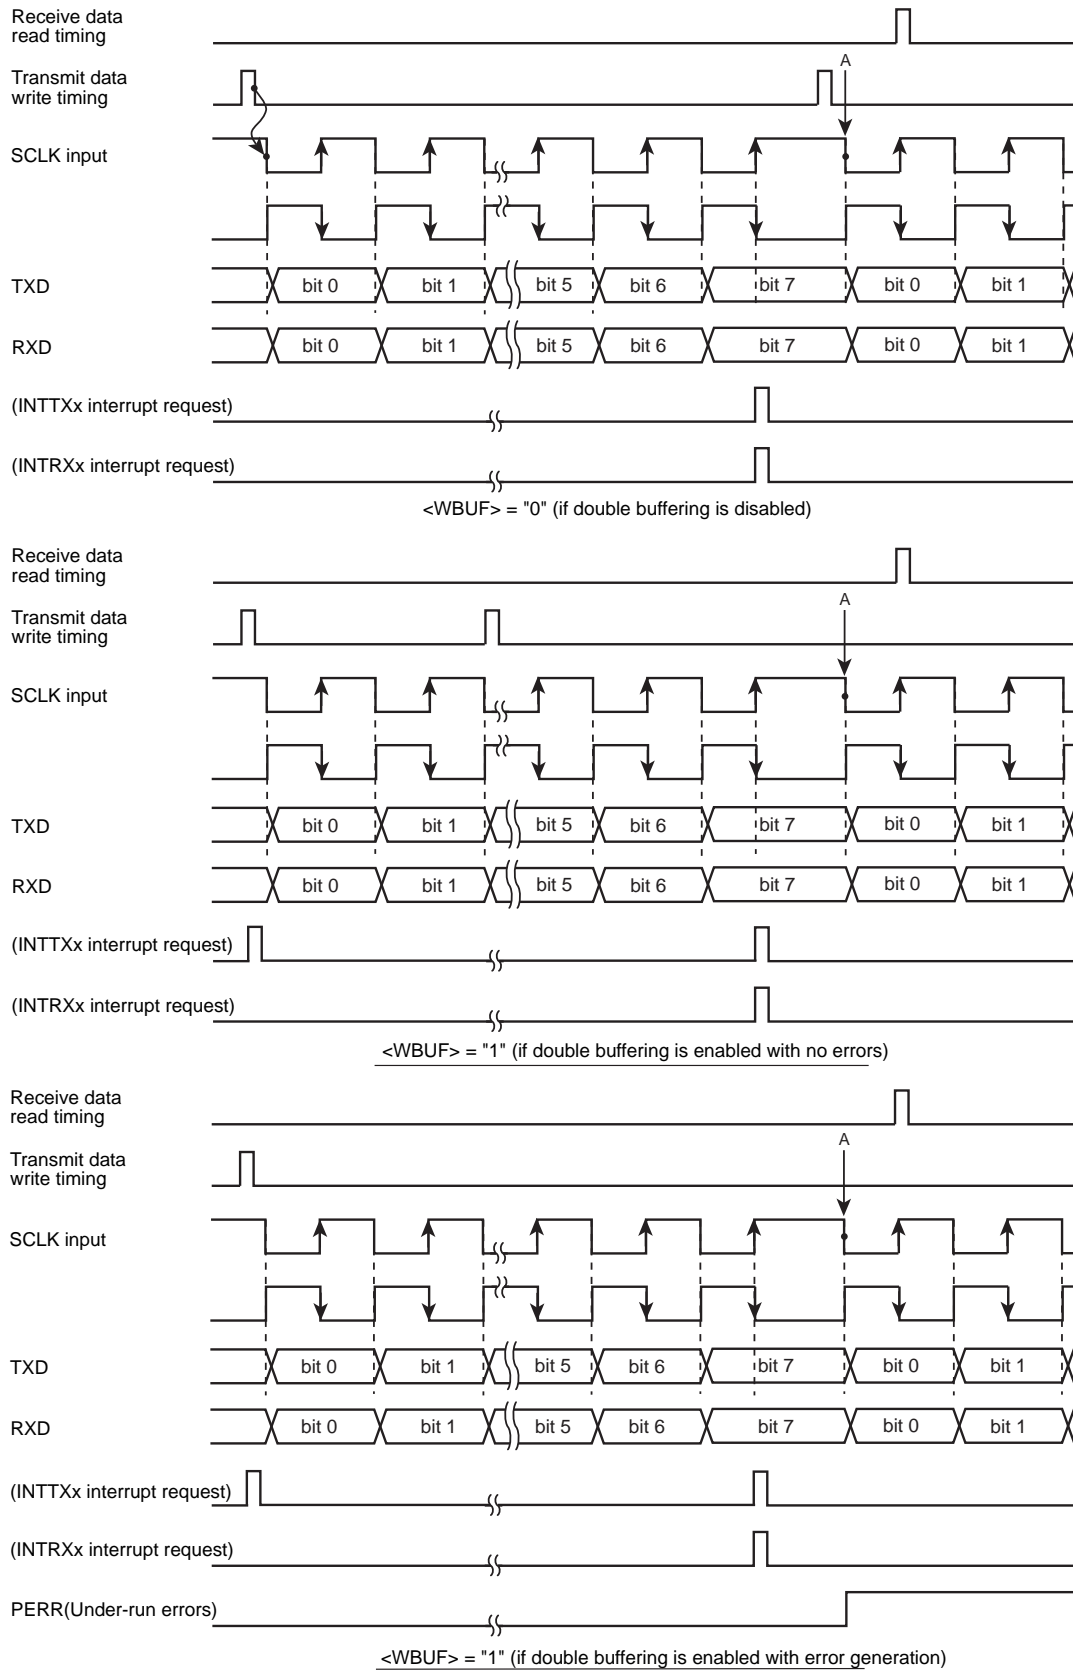 Receive data
read timing
A
Transmit data
write timing
SCLK input
TXD
bit 0 bit 1 bit 5 bit 6 bit 7 bit 0 bit 1
RXD
bit 0 bit 1 bit 5 bit 6 bit 7 bit 0 bit 1
(INTTXx interrupt request)
(INTRXx interrupt request)
<WBUF> = "0" (if double buffering is disabled)
Receive data
read timing
A
Transmit data
write timing
SCLK input
TXD
bit 0 bit 1 bit 5 bit 6 bit 7 bit 0 bit 1
RXD
bit 0 bit 1 bit 5 bit 6 bit 7 bit 0 bit 1
(INTTXx interrupt request)
(INTRXx interrupt request)
<WBUF> = "1" (if double buffering is enabled with no errors)
Receive data
read timing
A
Transmit data
write timing
SCLK input
TXD
bit 0 bit 1 bit 5 bit 6 bit 7 bit 0 bit 1
RXD
bit 0 bit 1 bit 5 bit 6 bit 7 bit 0 bit 1
(INTTXx interrupt request)
(INTRXx interrupt request)
PERR(Under-run errors)
<WBUF> = "1" (if double buffering is enabled with error generation)